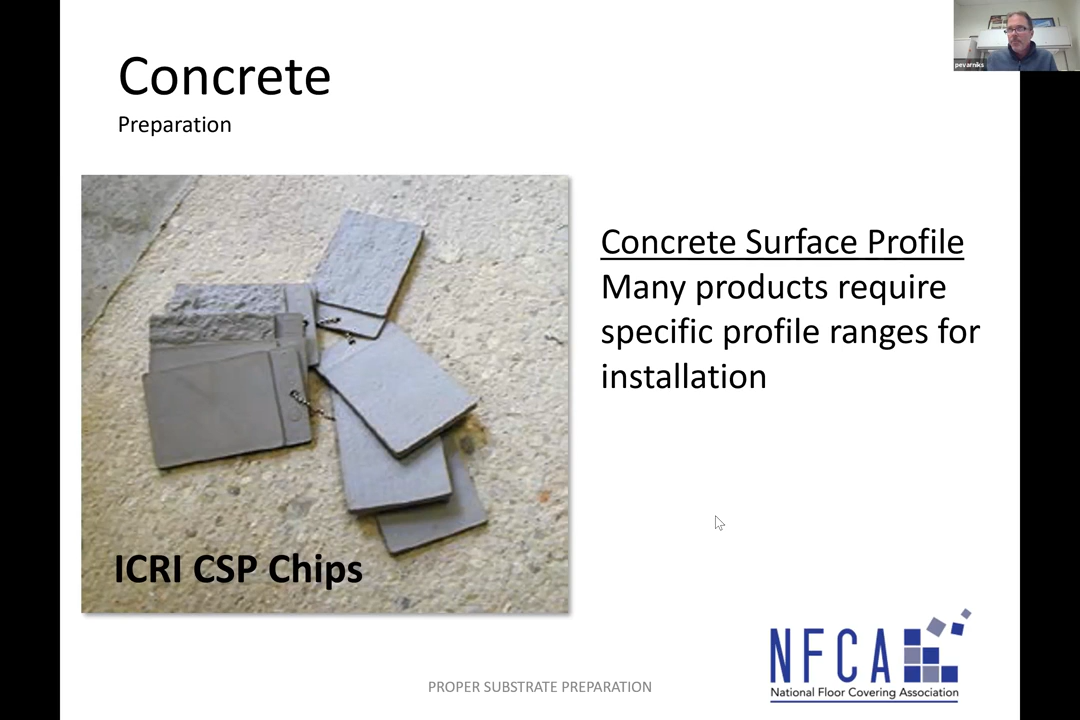 Concrete
Preparation
pevarniks
Concrete Surface Profile
Many products require
specific profile ranges for
installation
ICRI CSP Chips
PROPER SUBSTRATE PREPARATION
NFCA
National Floor Covering Association